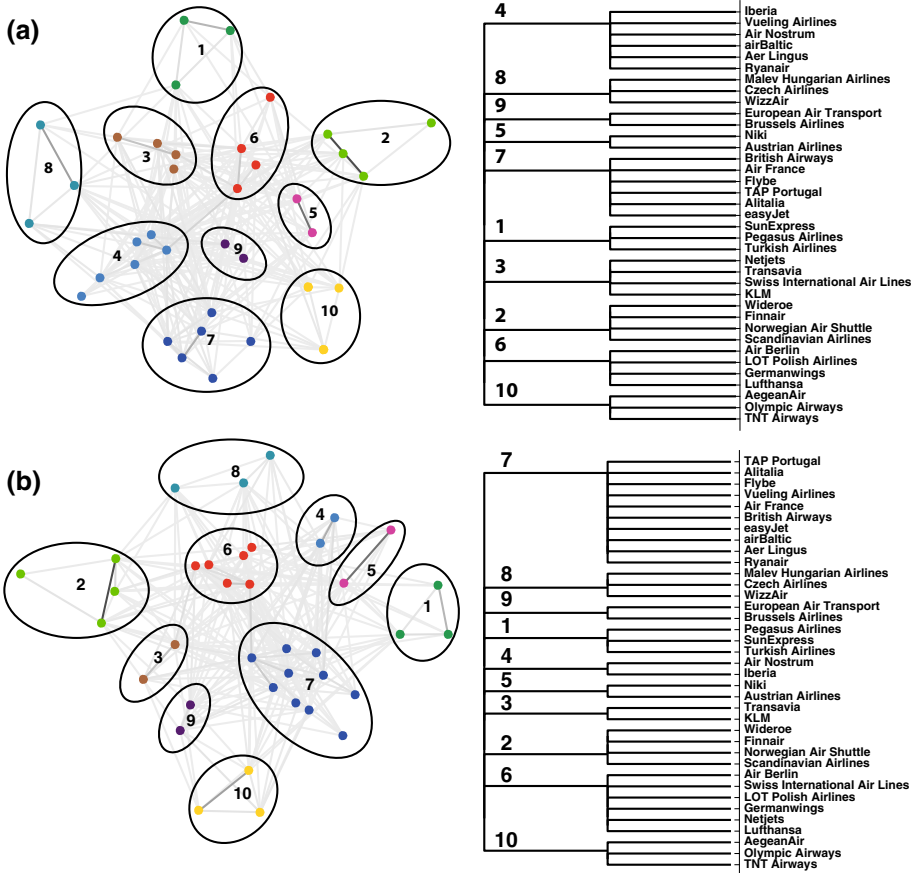 (a)
1
2
3
4
5
6
7
8
9
10
4
Iberia
Vueling Airlines
Air Nostrum
airBaltic
Aer Lingus
Ryanair
8
Malev Hungarian Airlines
Czech Airlines
WizzAir
9
European Air Transport
Brussels Airlines
5
Niki
Austrian Airlines
7
British Airways
Air France
Flybe
TAP Portugal
Alitalia
easyJet
1
SunExpress
Pegasus Airlines
Turkish Airlines
3
Netjets
Transavia
Swiss International Air Lines
KLM
2
Wideroe
Finnair
Norwegian Air Shuttle
Scandinavian Airlines
6
Air Berlin
LOT Polish Airlines
Germanwings
Lufthansa
10
AegeanAir
Olympic Airways
TNT Airways
(b)
8
4
6
5
2
1
3
7
9
10
7
TAP Portugal
Alitalia
Flybe
Vueling Airlines
Air France
British Airways
easyJet
airBaltic
Aer Lingus
Ryanair
8
Malev Hungarian Airlines
Czech Airlines
WizzAir
9
European Air Transport
Brussels Airlines
1
Pegasus Airlines
SunExpress
Turkish Airlines
4
Air Nostrum
Iberia
5
Niki
Austrian Airlines
3
Transavia
KLM
2
Wideroe
Finnair
Norwegian Air Shuttle
Scandinavian Airlines
6
Air Berlin
Swiss International Air Lines
LOT Polish Airlines
Germanwings
Netjets
Lufthansa
10
AegeanAir
Olympic Airways
TNT Airways